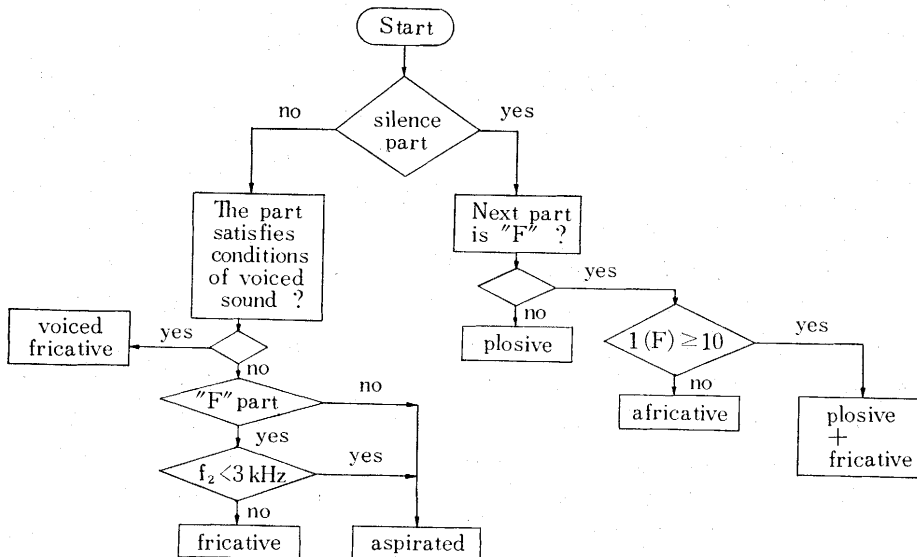 Start
silence
part
no
yes
The part
satisfies
conditions
of voiced
sound ?
Next part
is "F" ?
yes
no
plosive
yes
voiced
fricative
no
1 (F) ≥ 10
yes
no
africative
plosive
+
fricative
"F" part
no
yes
f₂ <3 kHz
yes
no
fricative
aspirated